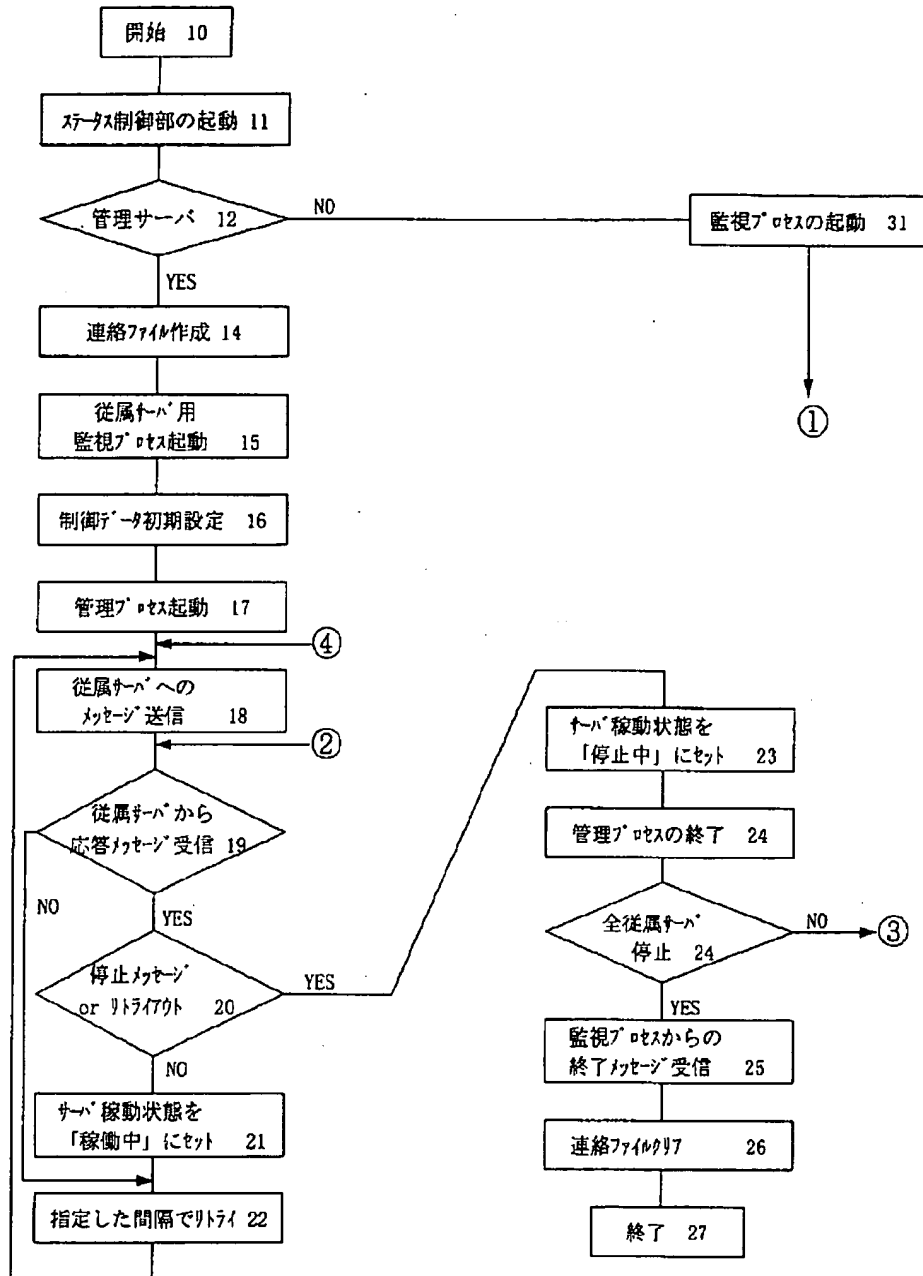 開始 10
ステータス制御部の起動 11
管理サーバ 12
NO
YES
監視プロセスの起動 31
①
連絡ファイル作成 14
従属サーバ用
監視プロセス起動 15
制御データ初期設定 16
管理プロセス起動 17
④
従属サーバへの
メッセージ送信 18
②
従属サーバから
応答メッセージ受信 19
NO
YES
停止メッセージ
or リトライアウト 20
YES
NO
サーバ稼動状態を
「稼働中」にセット 21
指定した間隔でリトライ 22
サーバ稼動状態を
「停止中」にセット 23
管理プロセスの終了 24
全従属サーバ
停止 24
NO
③
YES
監視プロセスからの
終了メッセージ受信 25
連絡ファイルクリア 26
終了 27